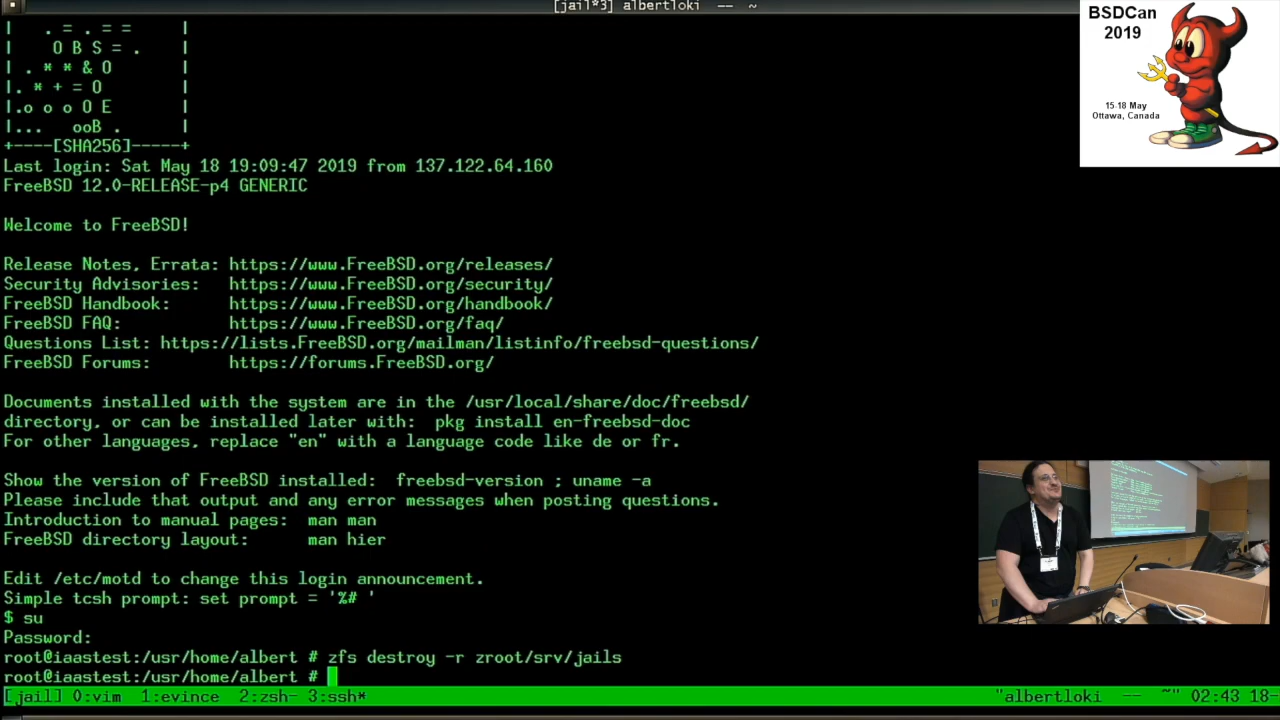 [jail*3] albertloki -- ~
BSDCan
2019
15-18 May
Ottawa, Canada
| . = . = = |
| O B S = . |
| . * * & O |
|. * + = O |
|.o o o O E |
|... ooB . |
+----[SHA256]-----+
Last login: Sat May 18 19:09:47 2019 from 137.122.64.160
FreeBSD 12.0-RELEASE-p4 GENERIC
Welcome to FreeBSD!
Release Notes, Errata: https://www.FreeBSD.org/releases/
Security Advisories: https://www.FreeBSD.org/security/
FreeBSD Handbook: https://www.FreeBSD.org/handbook/
FreeBSD FAQ: https://www.FreeBSD.org/faq/
Questions List: https://lists.FreeBSD.org/mailman/listinfo/freebsd-questions/
FreeBSD Forums: https://forums.FreeBSD.org/
Documents installed with the system are in the /usr/local/share/doc/freebsd/
directory, or can be installed later with: pkg install en-freebsd-doc
For other languages, replace "en" with a language code like de or fr.
Show the version of FreeBSD installed: freebsd-version ; uname -a
Please include that output and any error messages when posting questions.
Introduction to manual pages: man man
FreeBSD directory layout: man hier
Edit /etc/motd to change this login announcement.
Simple tcsh prompt: set prompt = '%# '
$ su
Password:
root@iaastest:/usr/home/albert # zfs destroy -r zroot/srv/jails
root@iaastest:/usr/home/albert #
[jail] 0:vim 1:evince 2:zsh- 3:ssh* "albertloki -- ~" 02:43 18-